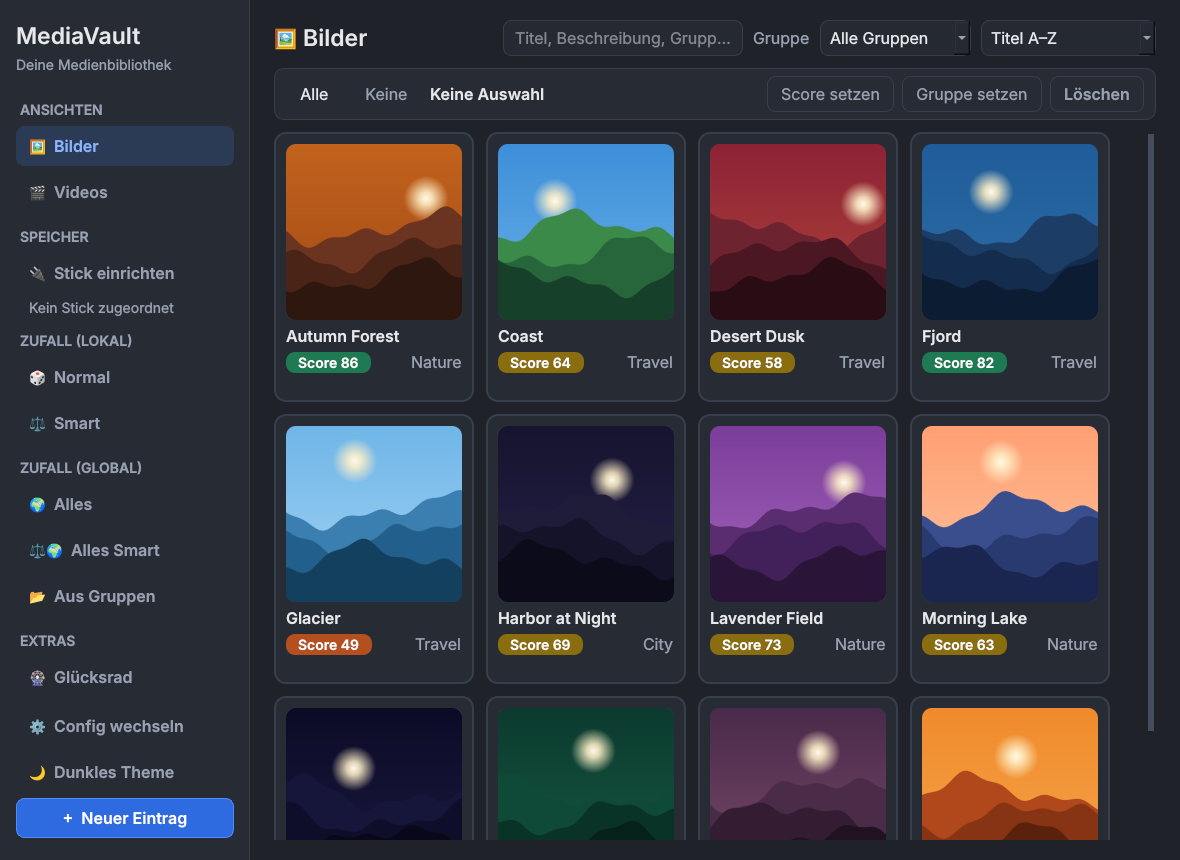 MediaVault
Deine Medienbibliothek
ANSICHTEN
Bilder
Videos
SPEICHER
Stick einrichten
Kein Stick zugeordnet
ZUFALL (LOKAL)
Normal
Smart
ZUFALL (GLOBAL)
Alles
Alles Smart
Aus Gruppen
EXTRAS
Glücksrad
Config wechseln
Dunkles Theme
+ Neuer Eintrag
Bilder
Titel, Beschreibung, Grupp...
Gruppe
Alle Gruppen
Titel A–Z
Alle
Keine
Keine Auswahl
Score setzen
Gruppe setzen
Löschen
Autumn Forest
Score 86
Nature
Coast
Score 64
Travel
Desert Dusk
Score 58
Travel
Fjord
Score 82
Travel
Glacier
Score 49
Travel
Harbor at Night
Score 69
City
Lavender Field
Score 73
Nature
Morning Lake
Score 63
Nature